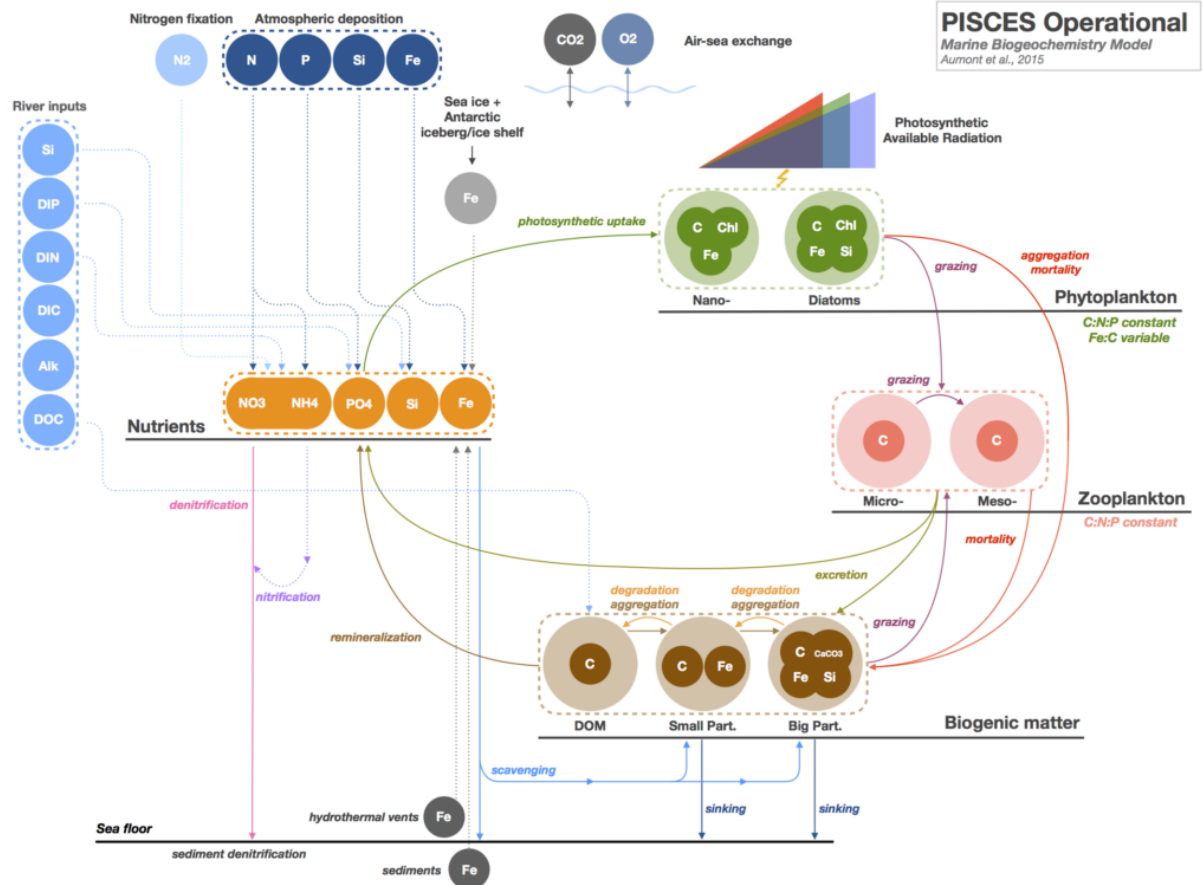 PISCES Operational
Marine Biogeochemistry Model
Aumont et al., 2015
Nitrogen fixation
N2
Atmospheric deposition
N
P
Si
Fe
CO2
O2
Air-sea exchange
River inputs
Si
DIP
DIN
DIC
Alk
DOC
Sea ice +
Antarctic
iceberg/ice shelf
Fe
Photosynthetic
Available Radiation
photosynthetic uptake
C
Chl
Fe
C
Chl
Fe
Si
Nano-
Diatoms
grazing
aggregation
mortality
Phytoplankton
C:N:P constant
Fe:C variable
NO3
NH4
PO4
Si
Fe
Nutrients
grazing
C
C
Micro-
Meso-
Zooplankton
C:N:P constant
denitrification
nitrification
mortality
excretion
degradation
aggregation
degradation
aggregation
grazing
remineralization
C
C
Fe
C
CaCO3
Fe
Si
DOM
Small Part.
Big Part.
Biogenic matter
scavenging
sinking
sinking
hydrothermal vents
Fe
Sea floor
sediment denitrification
sediments
Fe